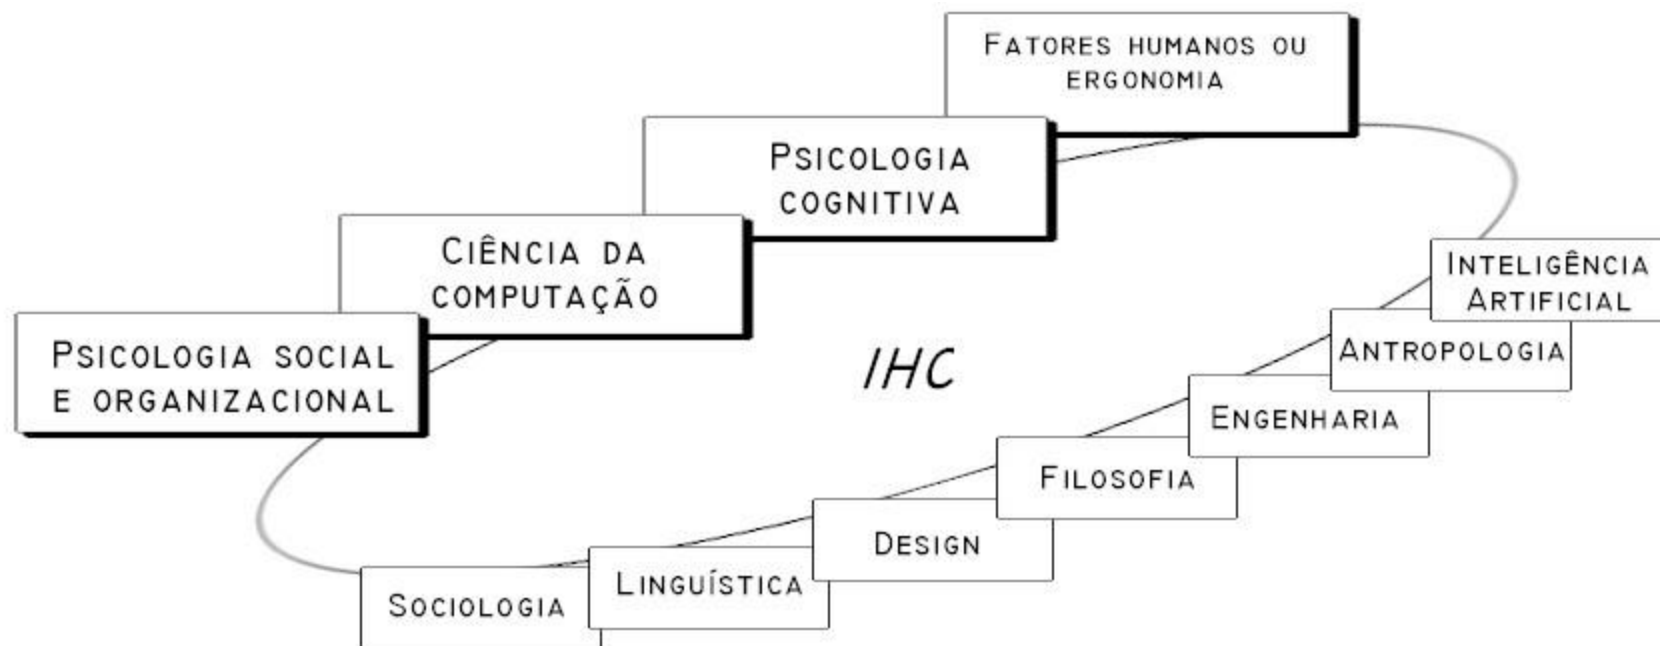 FATORES HUMANOS OU
ERGONOMIA
PSICOLOGIA
COGNITIVA
CIÊNCIA DA
COMPUTAÇÃO
PSICOLOGIA SOCIAL
E ORGANIZACIONAL
IHC
INTELIGÊNCIA
ARTIFICIAL
ANTROPOLOGIA
ENGENHARIA
FILOSOFIA
DESIGN
LINGUÍSTICA
SOCIOLOGIA